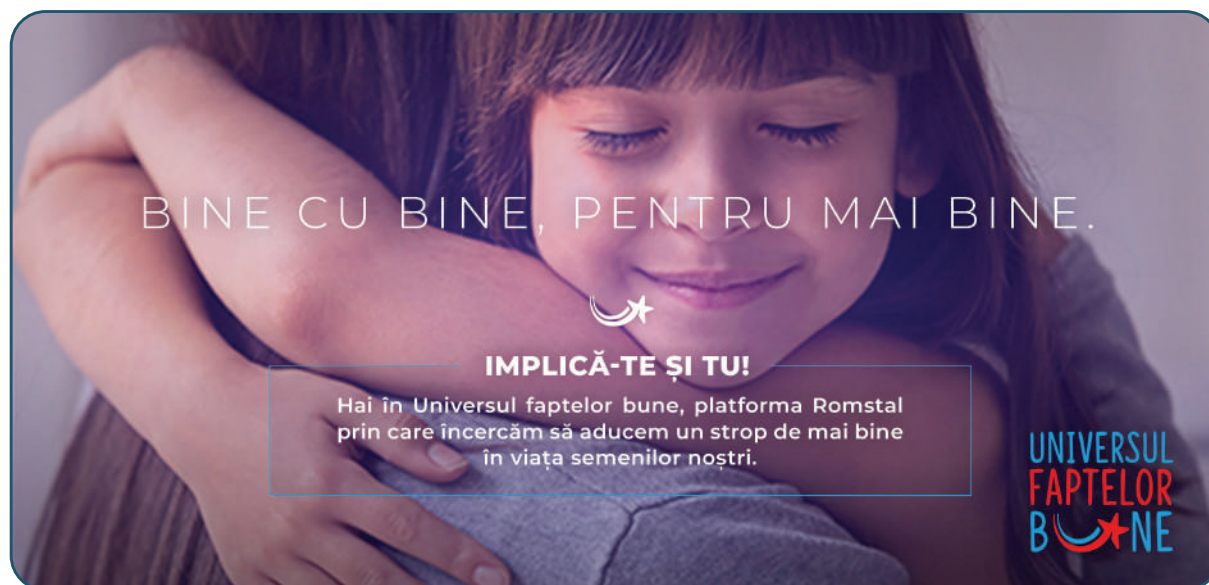 BINE CU BINE, PENTRU MAI BINE.
IMPLICĂ-TE ȘI TU!
Hai în Universul faptelor bune, platforma Romstal
prin care încercăm să aducem un strop de mai bine
în viața semenilor noștri.
UNIVERSUL
FAPTELOR
BUNE